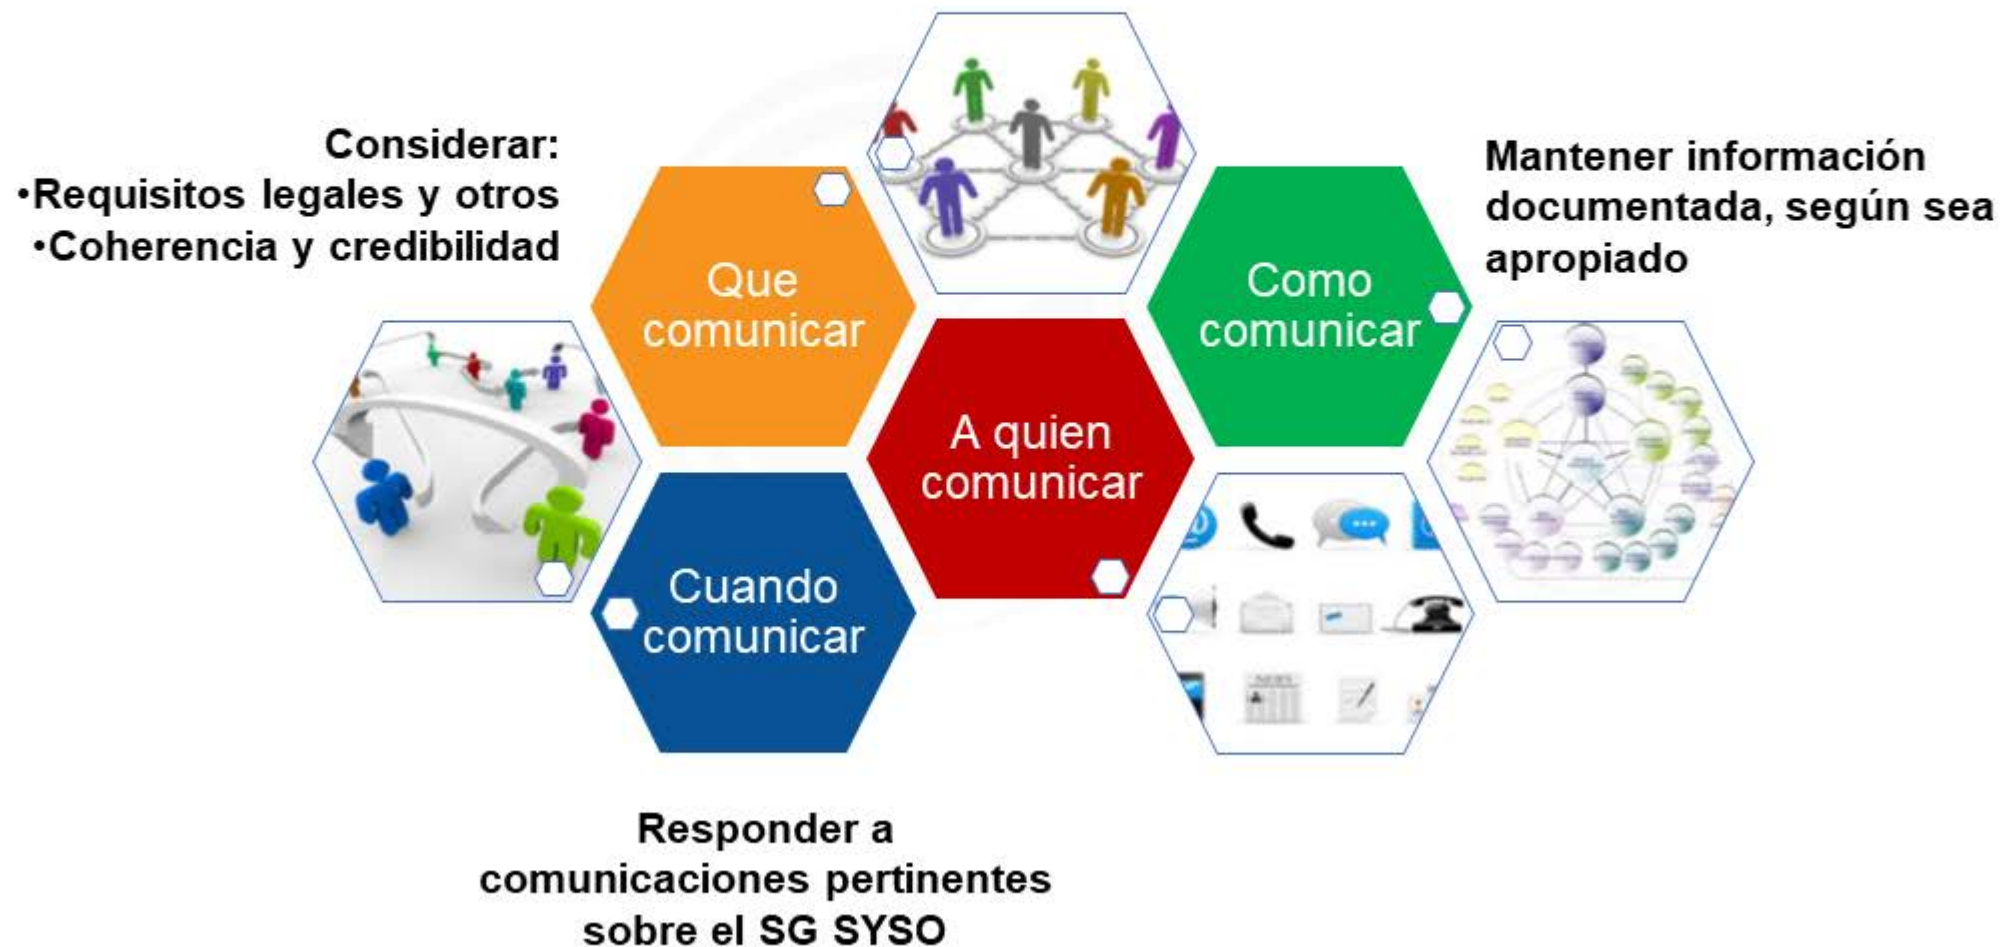 Considerar:
•Requisitos legales y otros
•Coherencia y credibilidad
Que
comunicar
Como
comunicar
Mantener información
documentada, según sea
apropiado
A quien
comunicar
Cuando
comunicar
NEWS
Responder a
comunicaciones pertinentes
sobre el SG SYSO